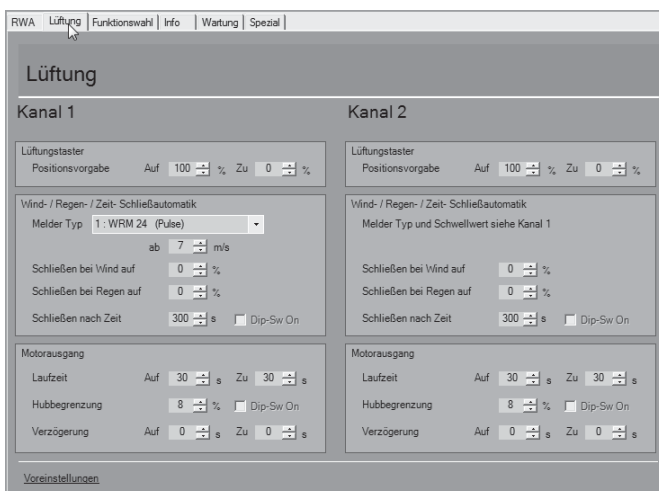 RWA Lüftung Funktionswahl Info Wartung Spezial
Lüftung
Kanal 1
Lüftungstaster
Positionsvorgabe Auf 100 % Zu 0 %
Wind- / Regen- / Zeit- Schließautomatik
Melder Typ 1 : WRM 24 (Pulse)
ab 7 m/s
Schließen bei Wind auf 0 %
Schließen bei Regen auf 0 %
Schließen nach Zeit 300 s Dip-Sw On
Motorausgang
Laufzeit Auf 30 s Zu 30 s
Hubbegrenzung 8 % Dip-Sw On
Verzögerung Auf 0 s Zu 0 s
Kanal 2
Lüftungstaster
Positionsvorgabe Auf 100 % Zu 0 %
Wind- / Regen- / Zeit- Schließautomatik
Melder Typ und Schwellwert siehe Kanal 1
Schließen bei Wind auf 0 %
Schließen bei Regen auf 0 %
Schließen nach Zeit 300 s Dip-Sw On
Motorausgang
Laufzeit Auf 30 s Zu 30 s
Hubbegrenzung 8 % Dip-Sw On
Verzögerung Auf 0 s Zu 0 s
Voreinstellungen